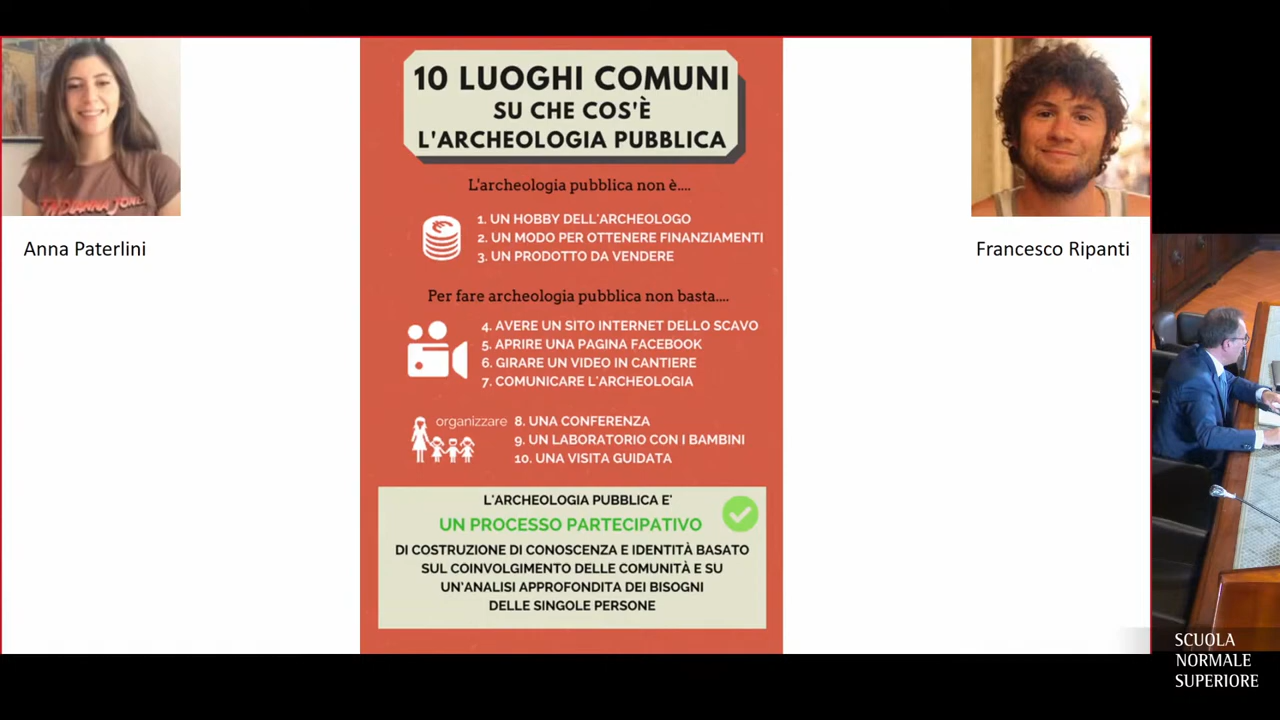 10 LUOGHI COMUNI
SU CHE COS'È
L'ARCHEOLOGIA PUBBLICA
L'archeologia pubblica non è....
1. UN HOBBY DELL'ARCHEOLOGO
2. UN MODO PER OTTENERE FINANZIAMENTI
3. UN PRODOTTO DA VENDERE
Per fare archeologia pubblica non basta....
4. AVERE UN SITO INTERNET DELLO SCAVO
5. APRIRE UNA PAGINA FACEBOOK
6. GIRARE UN VIDEO IN CANTIERE
7. COMUNICARE L'ARCHEOLOGIA
organizzare 8. UNA CONFERENZA
9. UN LABORATORIO CON I BAMBINI
10. UNA VISITA GUIDATA
L'ARCHEOLOGIA PUBBLICA E'
UN PROCESSO PARTECIPATIVO
DI COSTRUZIONE DI CONOSCENZA E IDENTITÀ BASATO
SUL COINVOLGIMENTO DELLE COMUNITÀ E SU
UN'ANALISI APPROFONDITA DEI BISOGNI
DELLE SINGOLE PERSONE
Anna Paterlini
Francesco Ripanti
SCUOLA
NORMALE
SUPERIORE